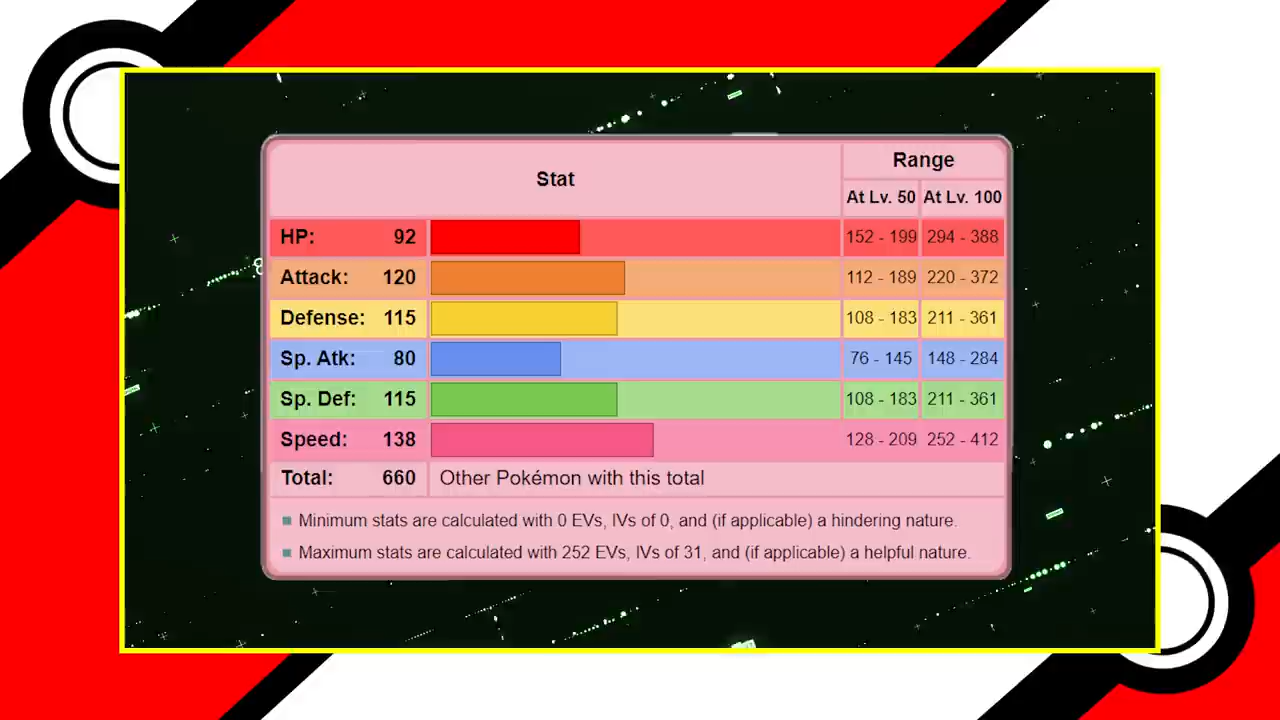 Stat Range
At Lv. 50 At Lv. 100
HP: 92 152 - 199 294 - 388
Attack: 120 112 - 189 220 - 372
Defense: 115 108 - 183 211 - 361
Sp. Atk: 80 76 - 145 148 - 284
Sp. Def: 115 108 - 183 211 - 361
Speed: 138 128 - 209 252 - 412
Total: 660 Other Pokémon with this total
Minimum stats are calculated with 0 EVs, IVs of 0, and (if applicable) a hindering nature.
Maximum stats are calculated with 252 EVs, IVs of 31, and (if applicable) a helpful nature.